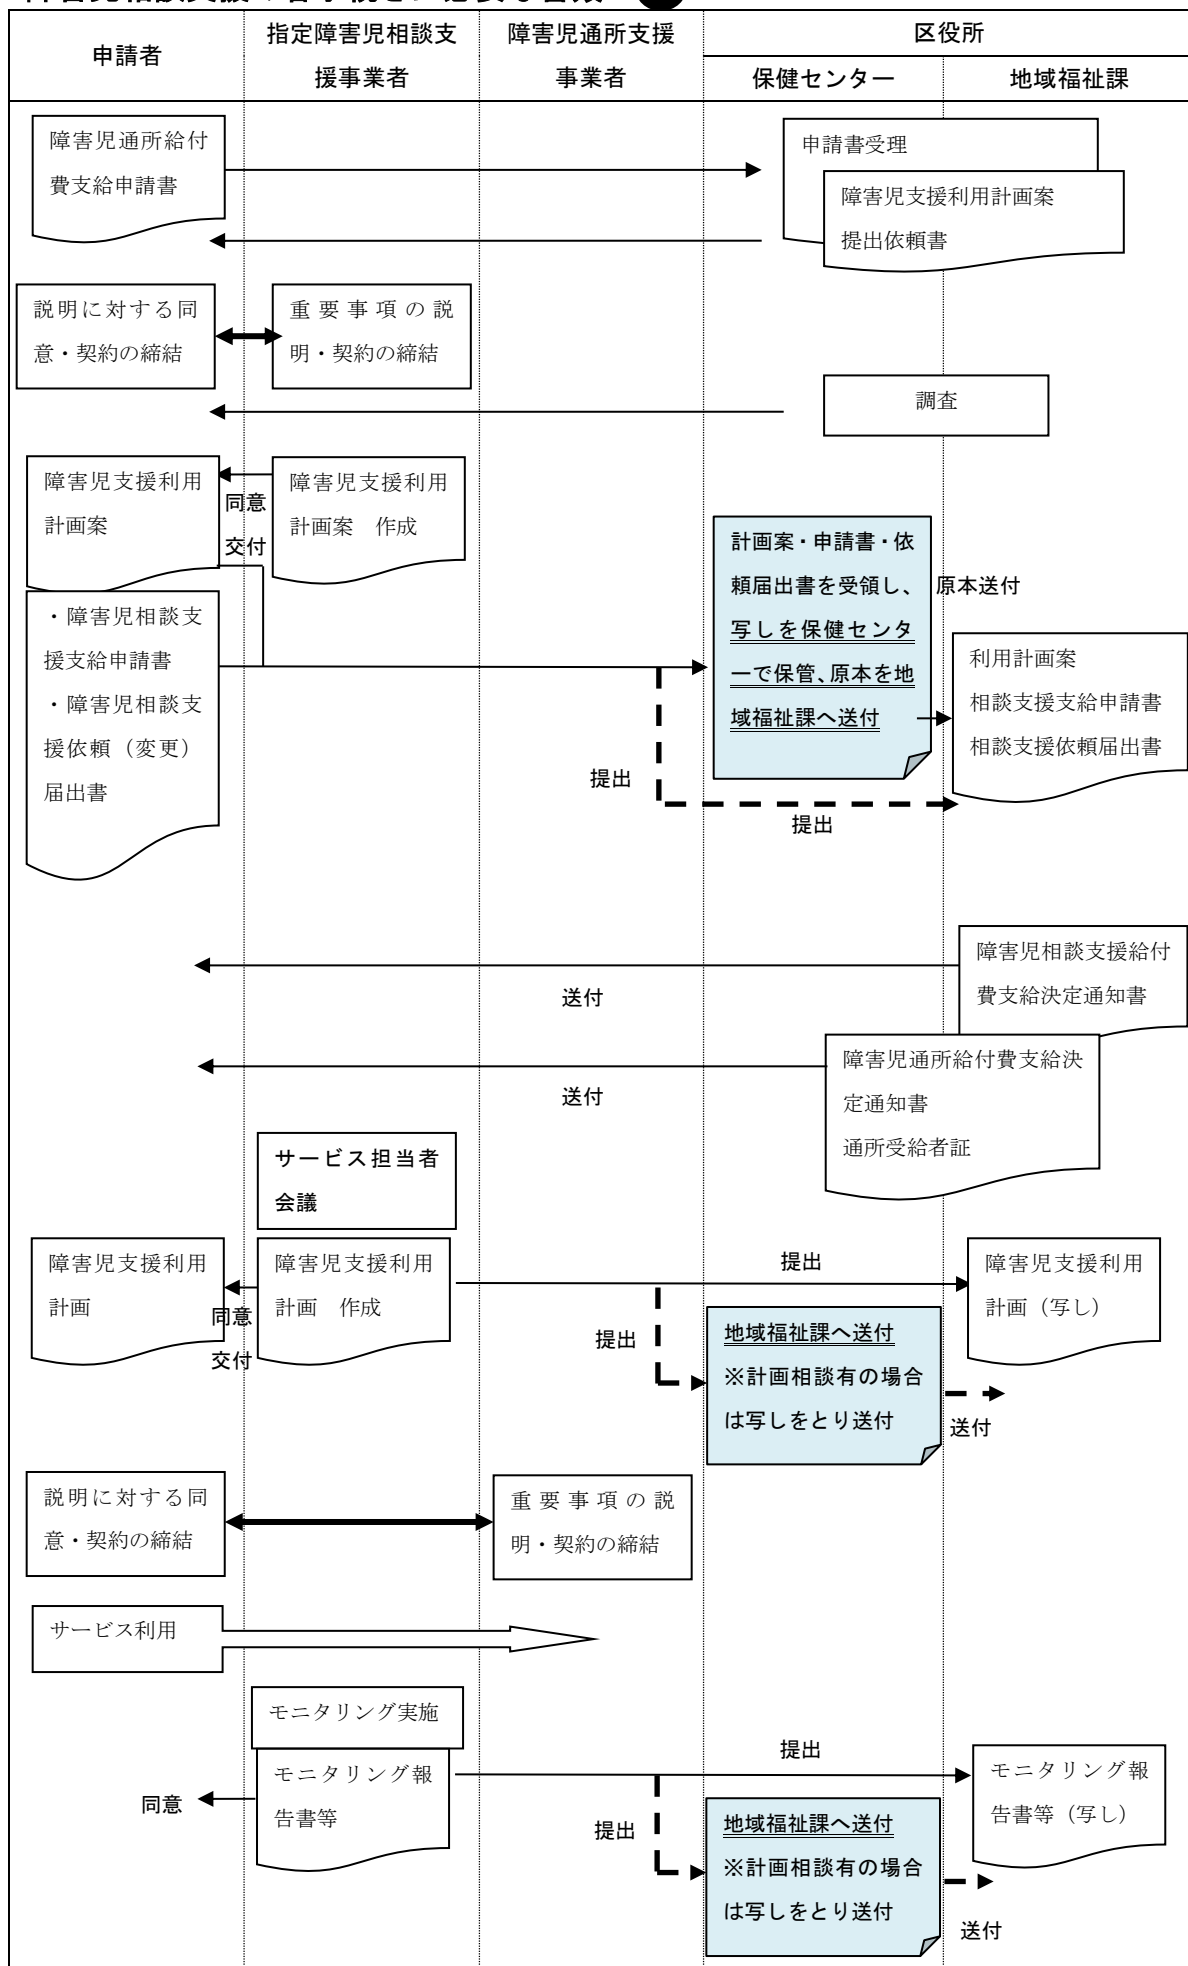 申請者
指定障害児相談支
援事業者
障害児通所支援
事業者
区役所
保健センター
地域福祉課
障害児通所給付
費支給申請書
申請書受理
障害児支援利用計画案
提出依頼書
説明に対する同
意・契約の締結
重要事項の説
明・契約の締結
調査
障害児支援利用
計画案
同意
交付
障害児支援利用
計画案　作成
・障害児相談支
援支給申請書
・障害児相談支
援依頼（変更）
届出書
計画案・申請書・依
頼届出書を受領し、
写しを保健センタ
ーで保管、原本を地
域福祉課へ送付
原本送付
利用計画案
相談支援支給申請書
相談支援依頼届出書
提出
提出
障害児相談支援給付
費支給決定通知書
送付
障害児通所給付費支給決
定通知書
通所受給者証
送付
サービス担当者
会議
障害児支援利用
計画
同意
交付
障害児支援利用
計画　作成
提出
障害児支援利用
計画（写し）
提出
地域福祉課へ送付
※計画相談有の場合
は写しをとり送付
送付
説明に対する同
意・契約の締結
重要事項の説
明・契約の締結
サービス利用
モニタリング実施
モニタリング報
告書等
同意
提出
モニタリング報
告書等（写し）
提出
地域福祉課へ送付
※計画相談有の場合
は写しをとり送付
送付